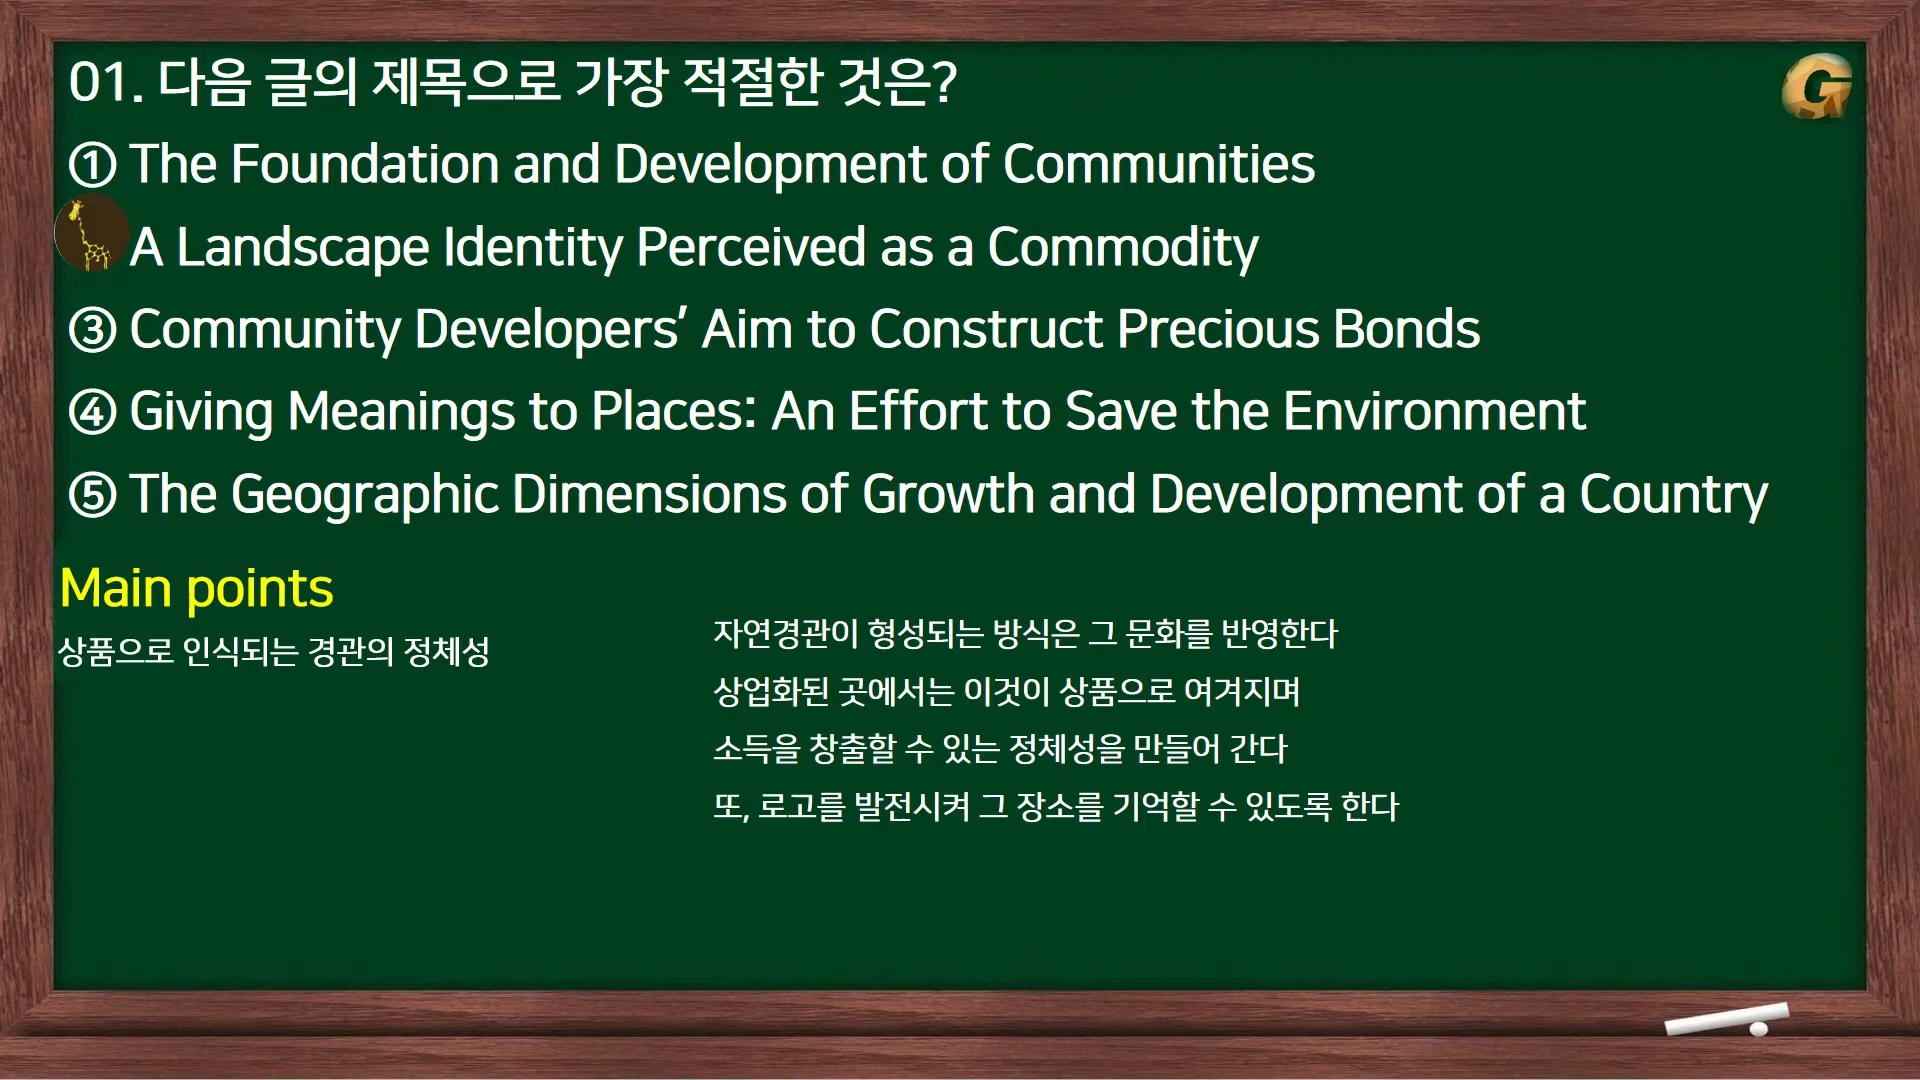 01. 다음 글의 제목으로 가장 적절한 것은?
① The Foundation and Development of Communities
A Landscape Identity Perceived as a Commodity
③ Community Developers' Aim to Construct Precious Bonds
④ Giving Meanings to Places: An Effort to Save the Environment
⑤ The Geographic Dimensions of Growth and Development of a Country
Main points
상품으로 인식되는 경관의 정체성
자연경관이 형성되는 방식은 그 문화를 반영한다
상업화된 곳에서는 이것이 상품으로 여겨지며
소득을 창출할 수 있는 정체성을 만들어 간다
또, 로고를 발전시켜 그 장소를 기억할 수 있도록 한다